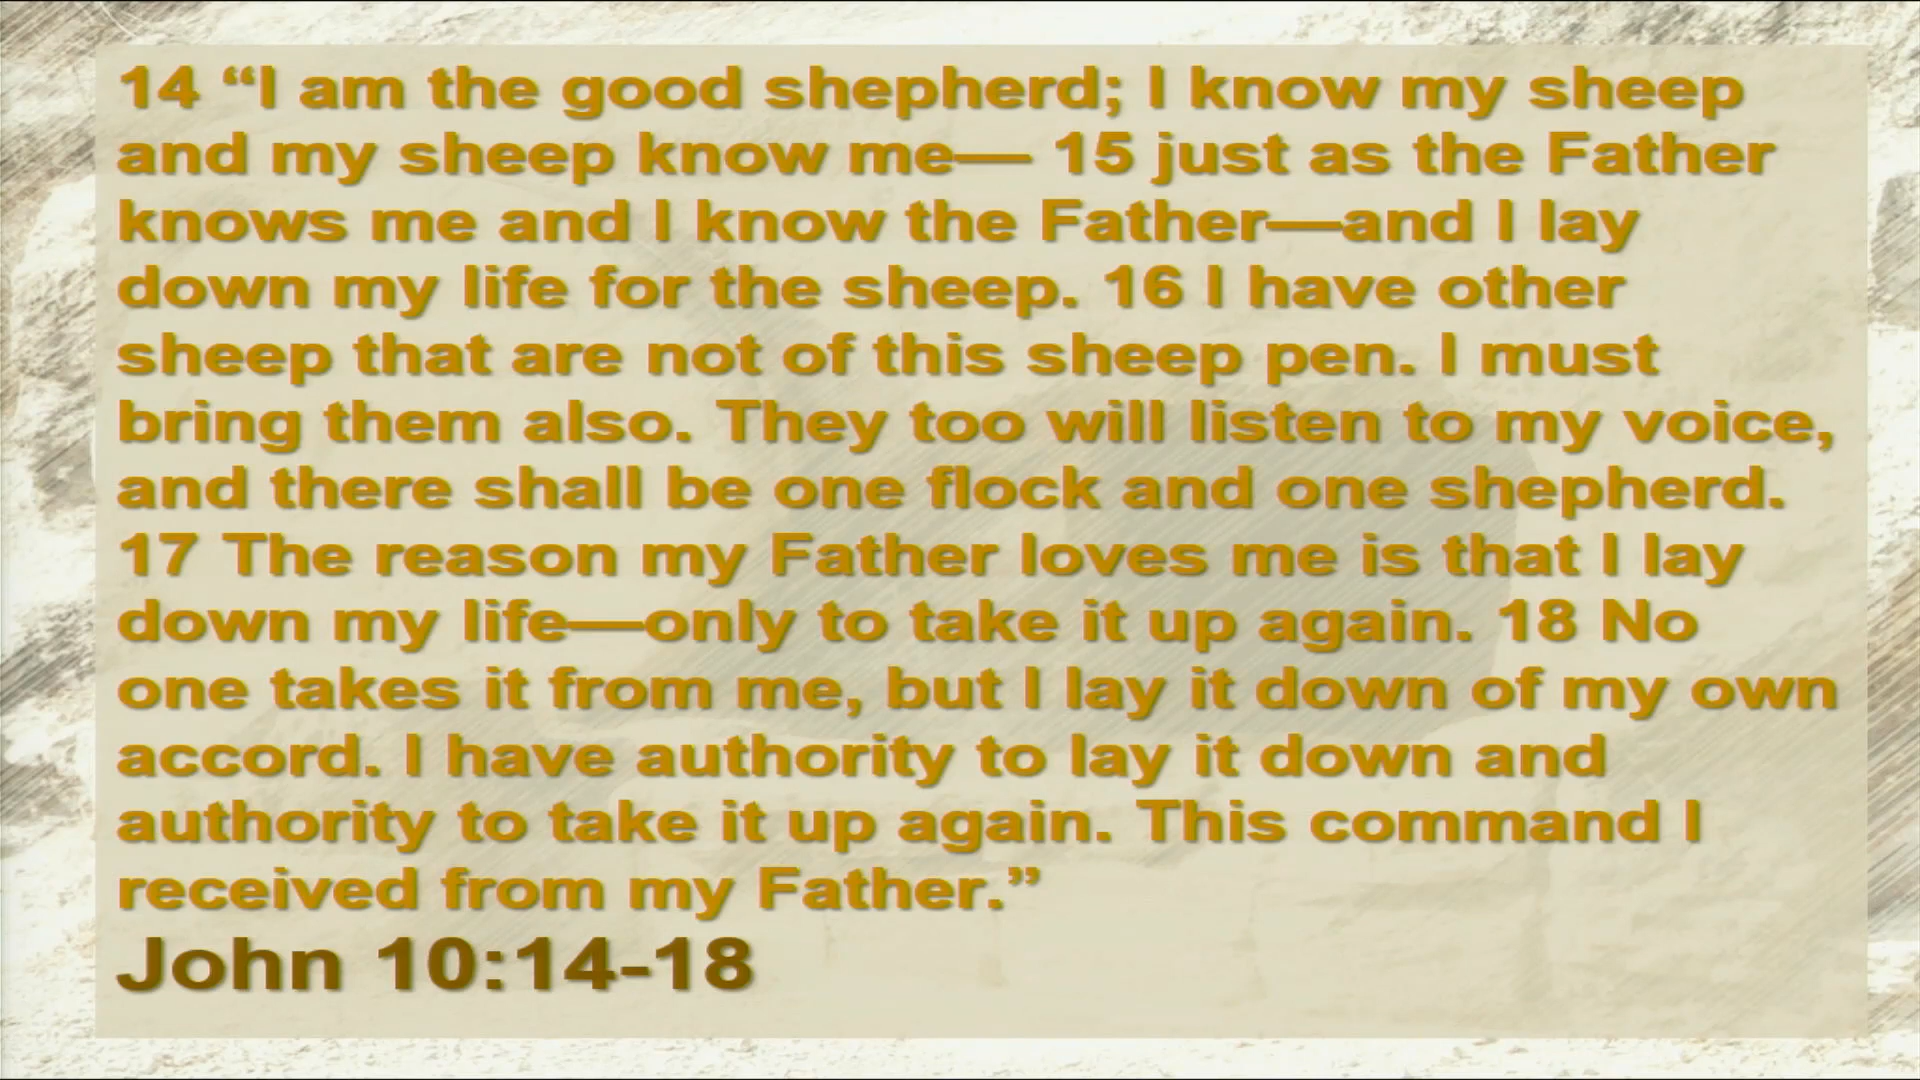 14 “I am the good shepherd; I know my sheep
and my sheep know me— 15 just as the Father
knows me and I know the Father—and I lay
down my life for the sheep. 16 I have other
sheep that are not of this sheep pen. I must
bring them also. They too will listen to my voice,
and there shall be one flock and one shepherd.
17 The reason my Father loves me is that I lay
down my life—only to take it up again. 18 No
one takes it from me, but I lay it down of my own
accord. I have authority to lay it down and
authority to take it up again. This command I
received from my Father.”
John 10:14-18